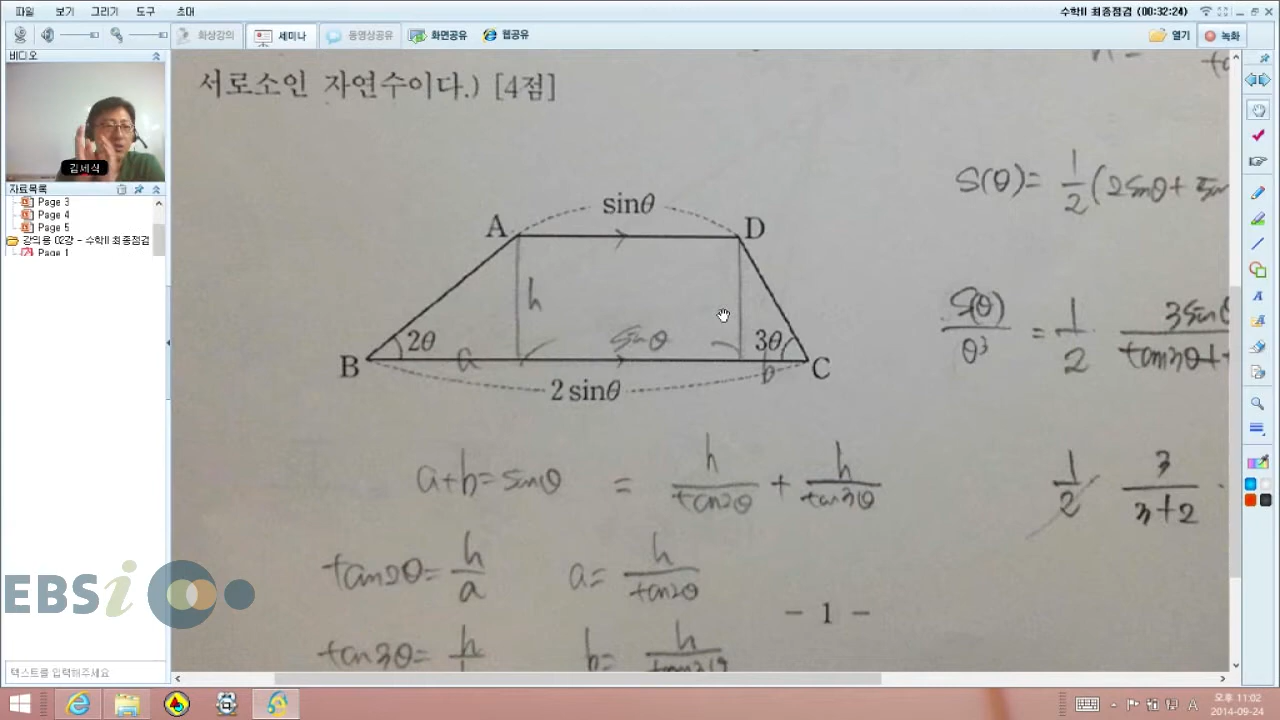 파일 보기 그리기 도구 초대
수학II 최종점검 (00:32:24)
화상강의 세미나 동영상공유 화면공유 웹공유
열기 녹화
비디오
김세식
자료목록
Page 3
Page 4
Page 5
강의용 02강 - 수학II 최종점검
Page 1
서로소인 자연수이다.) [4점]
sinθ
A D
h
B 2θ a sinθ 3θ b C
2 sinθ
a+b=sinθ = h/tan2θ + h/tan3θ
tan2θ = h/a a = h/tan2θ
tan3θ = h b =
S(θ) = 1/2 (2sinθ +
S(θ)/θ³ = 1/2
1/2 3/3+2
- 1 -
EBSi
텍스트를 입력해주세요
A 오후 11:02
2014-09-24